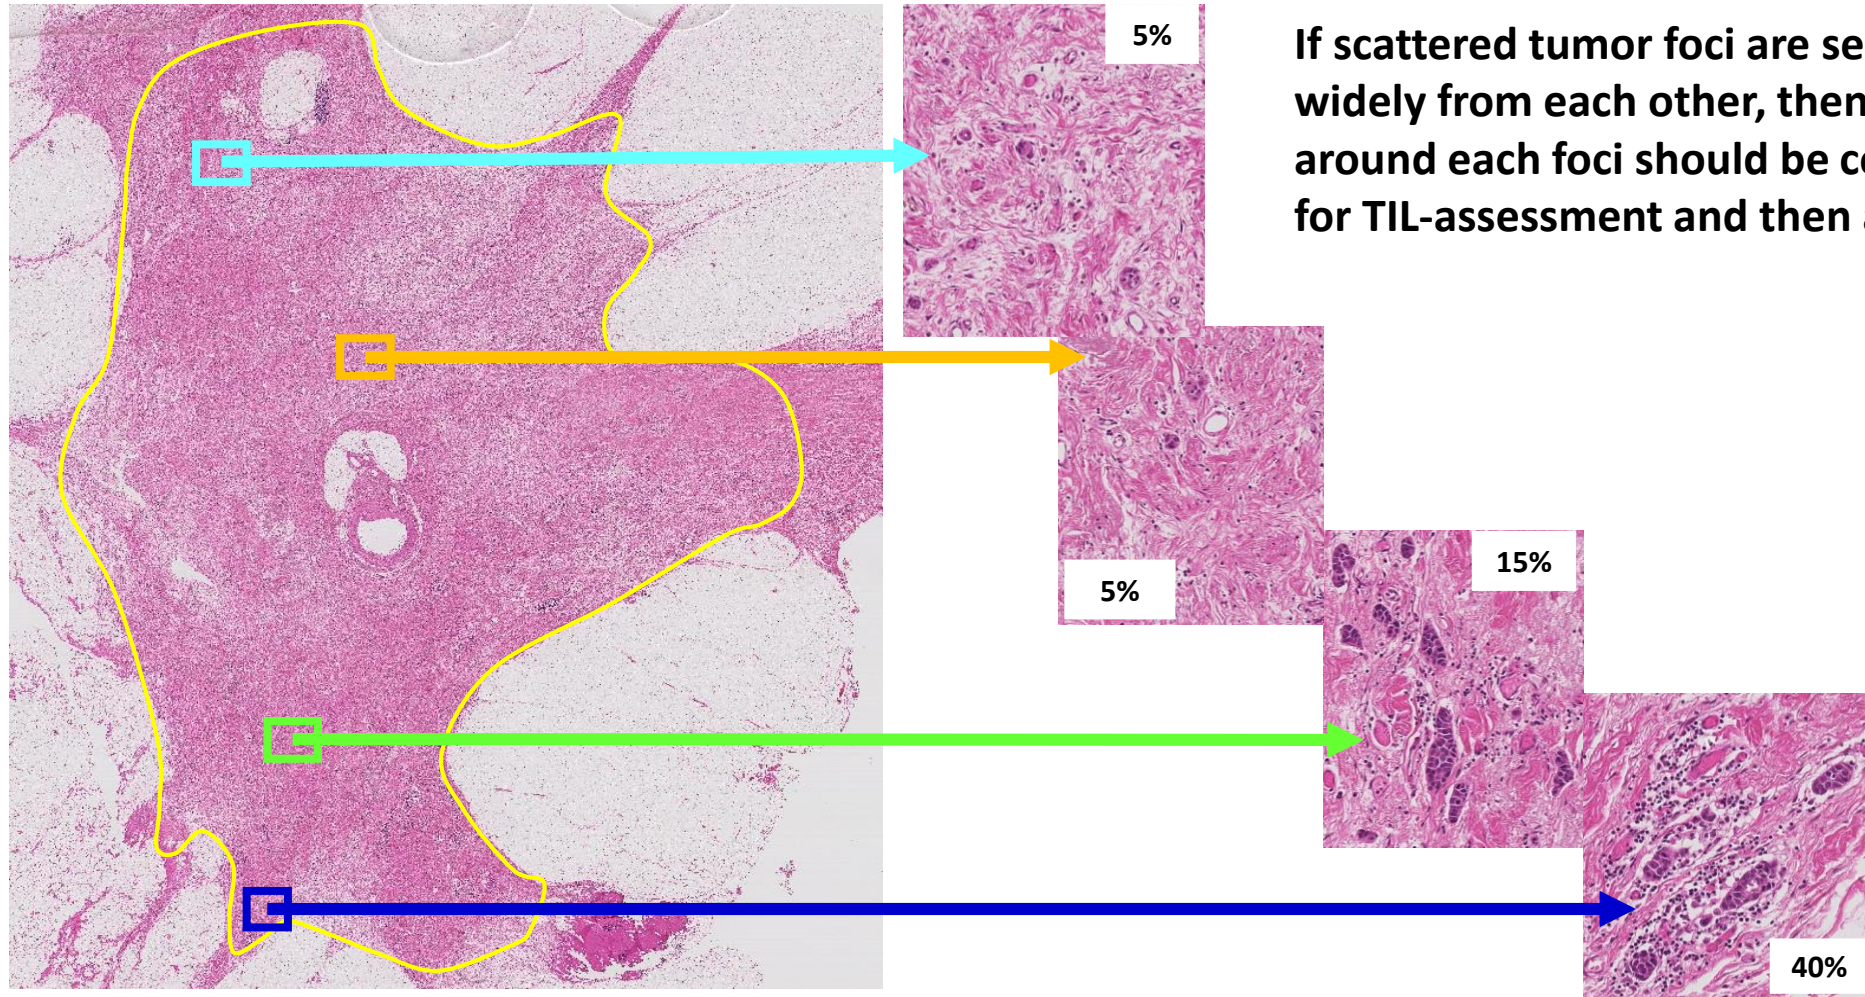 5%
If scattered tumor foci are se
widely from each other, then
around each foci should be c
for TIL-assessment and then
5%
15%
40%